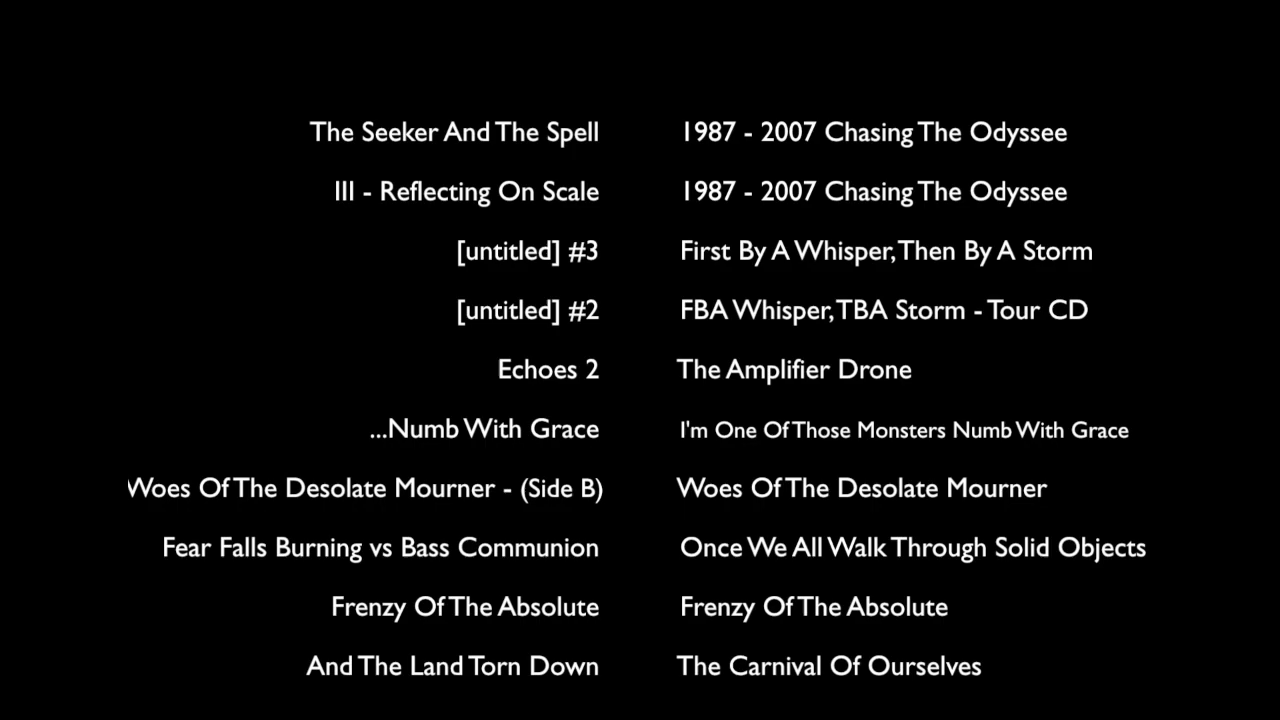 The Seeker And The Spell 1987 - 2007 Chasing The Odyssee
III - Reflecting On Scale 1987 - 2007 Chasing The Odyssee
[untitled] #3 First By A Whisper, Then By A Storm
[untitled] #2 FBA Whisper, TBA Storm - Tour CD
Echoes 2 The Amplifier Drone
...Numb With Grace I'm One Of Those Monsters Numb With Grace
Woes Of The Desolate Mourner - (Side B) Woes Of The Desolate Mourner
Fear Falls Burning vs Bass Communion Once We All Walk Through Solid Objects
Frenzy Of The Absolute Frenzy Of The Absolute
And The Land Torn Down The Carnival Of Ourselves